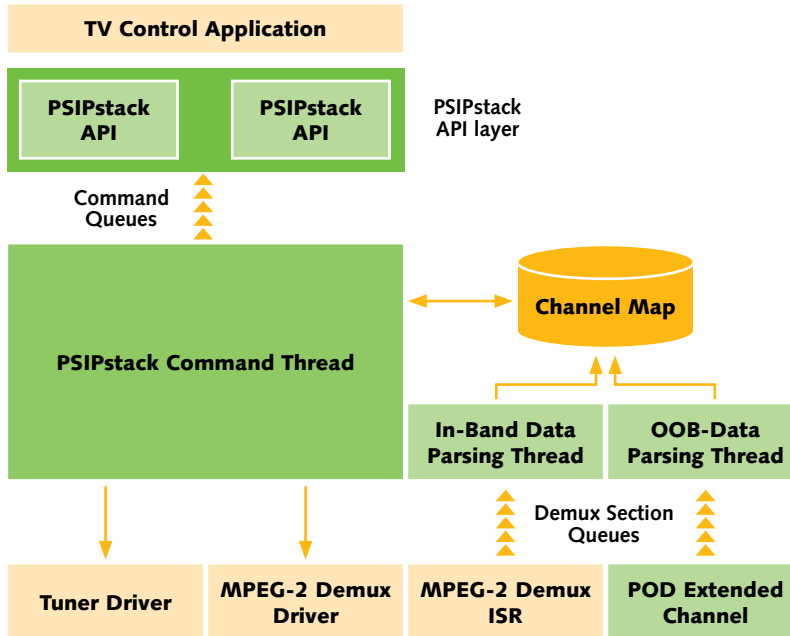 TV Control Application
PSIPstack
API
PSIPstack
API
PSIPstack
API layer
Command
Queues
Channel Map
PSIPstack Command Thread
In-Band Data
Parsing Thread
OOB-Data
Parsing Thread
Demux Section
Queues
Tuner Driver
MPEG-2 Demux
Driver
MPEG-2 Demux
ISR
POD Extended
Channel